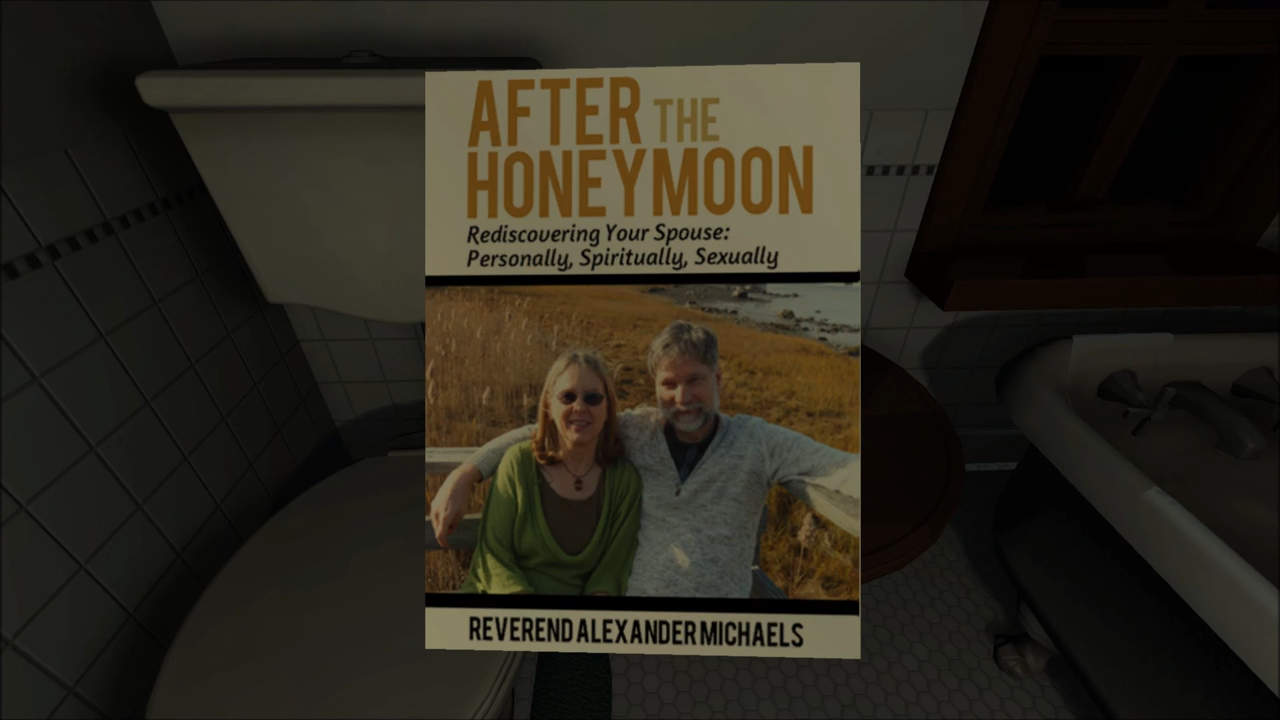 AFTER THE
HONEYMOON
Rediscovering Your Spouse:
Personally, Spiritually, Sexually
REVEREND ALEXANDER MICHAELS